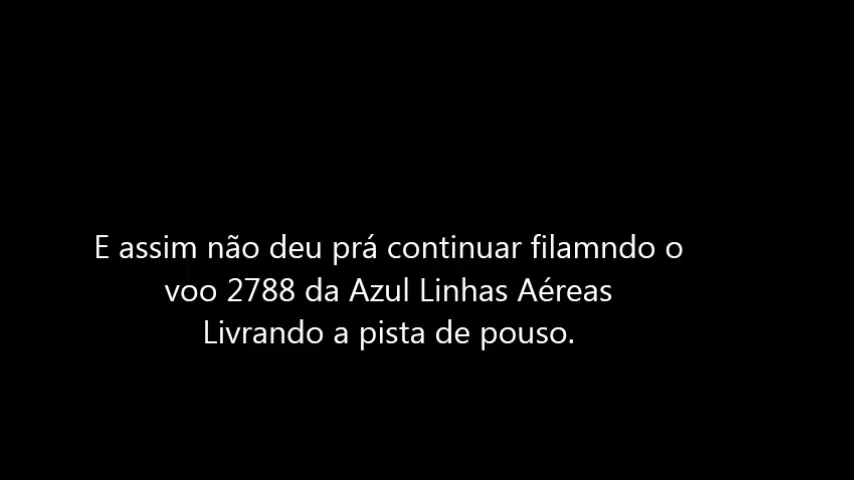 E assim não deu prá continuar filamndo o
voo 2788 da Azul Linhas Aéreas
Livrando a pista de pouso.